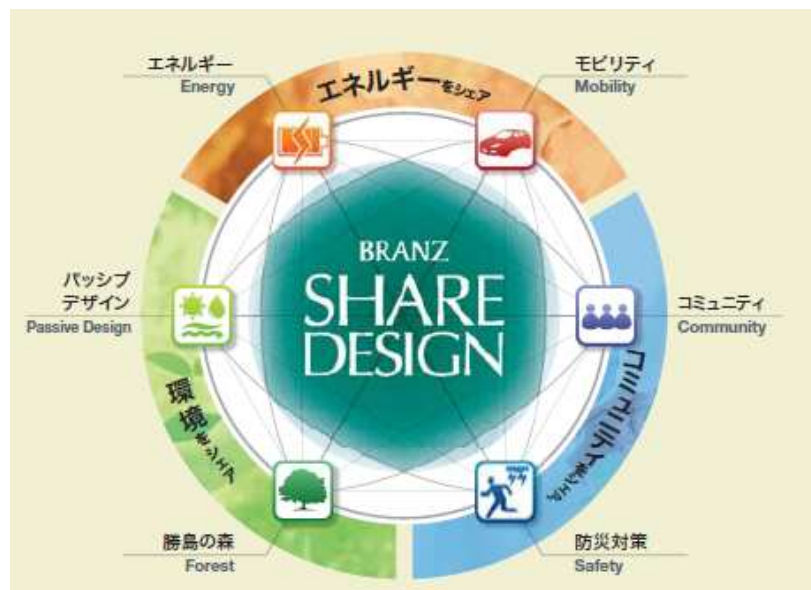 エネルギー
Energy
エネルギーをシェア
モビリティ
Mobility
BRANZ
SHARE
DESIGN
パッシブ
デザイン
Passive Design
コミュニティ
Community
環境をシェア
コミュニティをシェア
勝島の森
Forest
防災対策
Safety